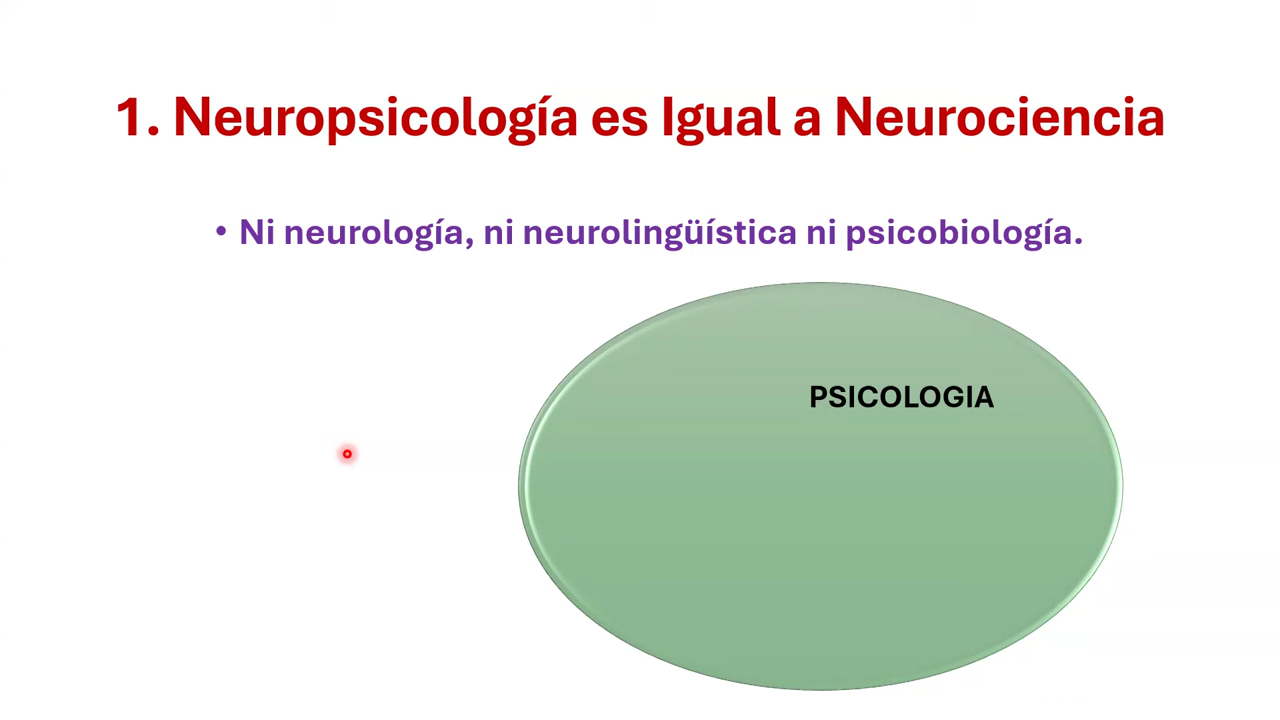 1. Neuropsicología es Igual a Neurociencia
• Ni neurología, ni neurolingüística ni psicobiología.
PSICOLOGIA